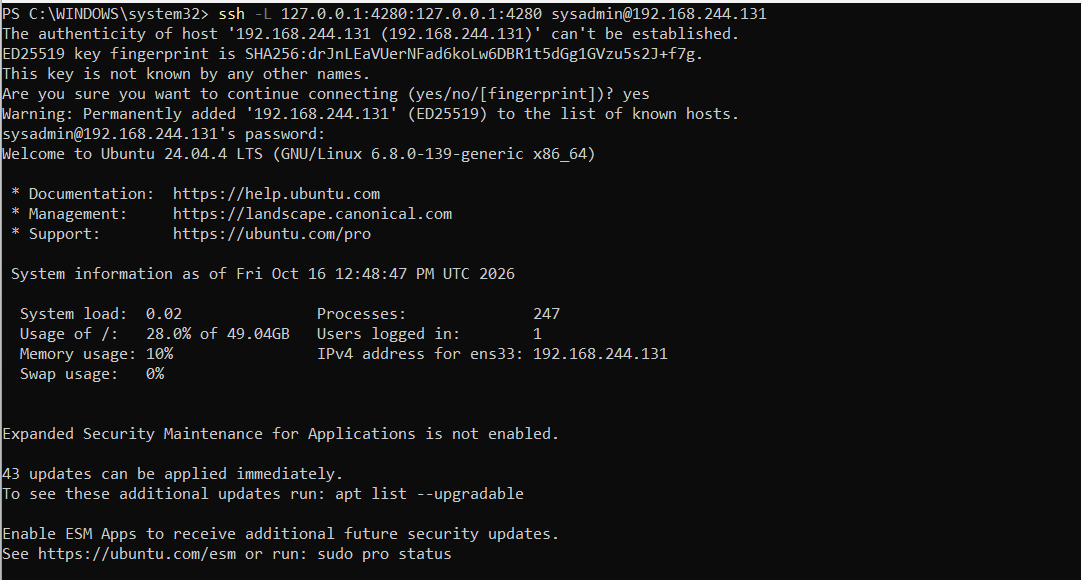 PS C:\WINDOWS\system32> ssh -L 127.0.0.1:4280:127.0.0.1:4280 sysadmin@192.168.244.131
The authenticity of host '192.168.244.131 (192.168.244.131)' can't be established.
ED25519 key fingerprint is SHA256:drJnLEaVUerNFad6koLw6DBR1t5dGg1GVzu5s2J+f7g.
This key is not known by any other names.
Are you sure you want to continue connecting (yes/no/[fingerprint])? yes
Warning: Permanently added '192.168.244.131' (ED25519) to the list of known hosts.
sysadmin@192.168.244.131's password:
Welcome to Ubuntu 24.04.4 LTS (GNU/Linux 6.8.0-139-generic x86_64)

 * Documentation:  https://help.ubuntu.com
 * Management:     https://landscape.canonical.com
 * Support:        https://ubuntu.com/pro

 System information as of Fri Oct 16 12:48:47 PM UTC 2026

  System load:  0.02               Processes:              247
  Usage of /:   28.0% of 49.04GB   Users logged in:        1
  Memory usage: 10%                IPv4 address for ens33: 192.168.244.131
  Swap usage:   0%

Expanded Security Maintenance for Applications is not enabled.

43 updates can be applied immediately.
To see these additional updates run: apt list --upgradable

Enable ESM Apps to receive additional future security updates.
See https://ubuntu.com/esm or run: sudo pro status